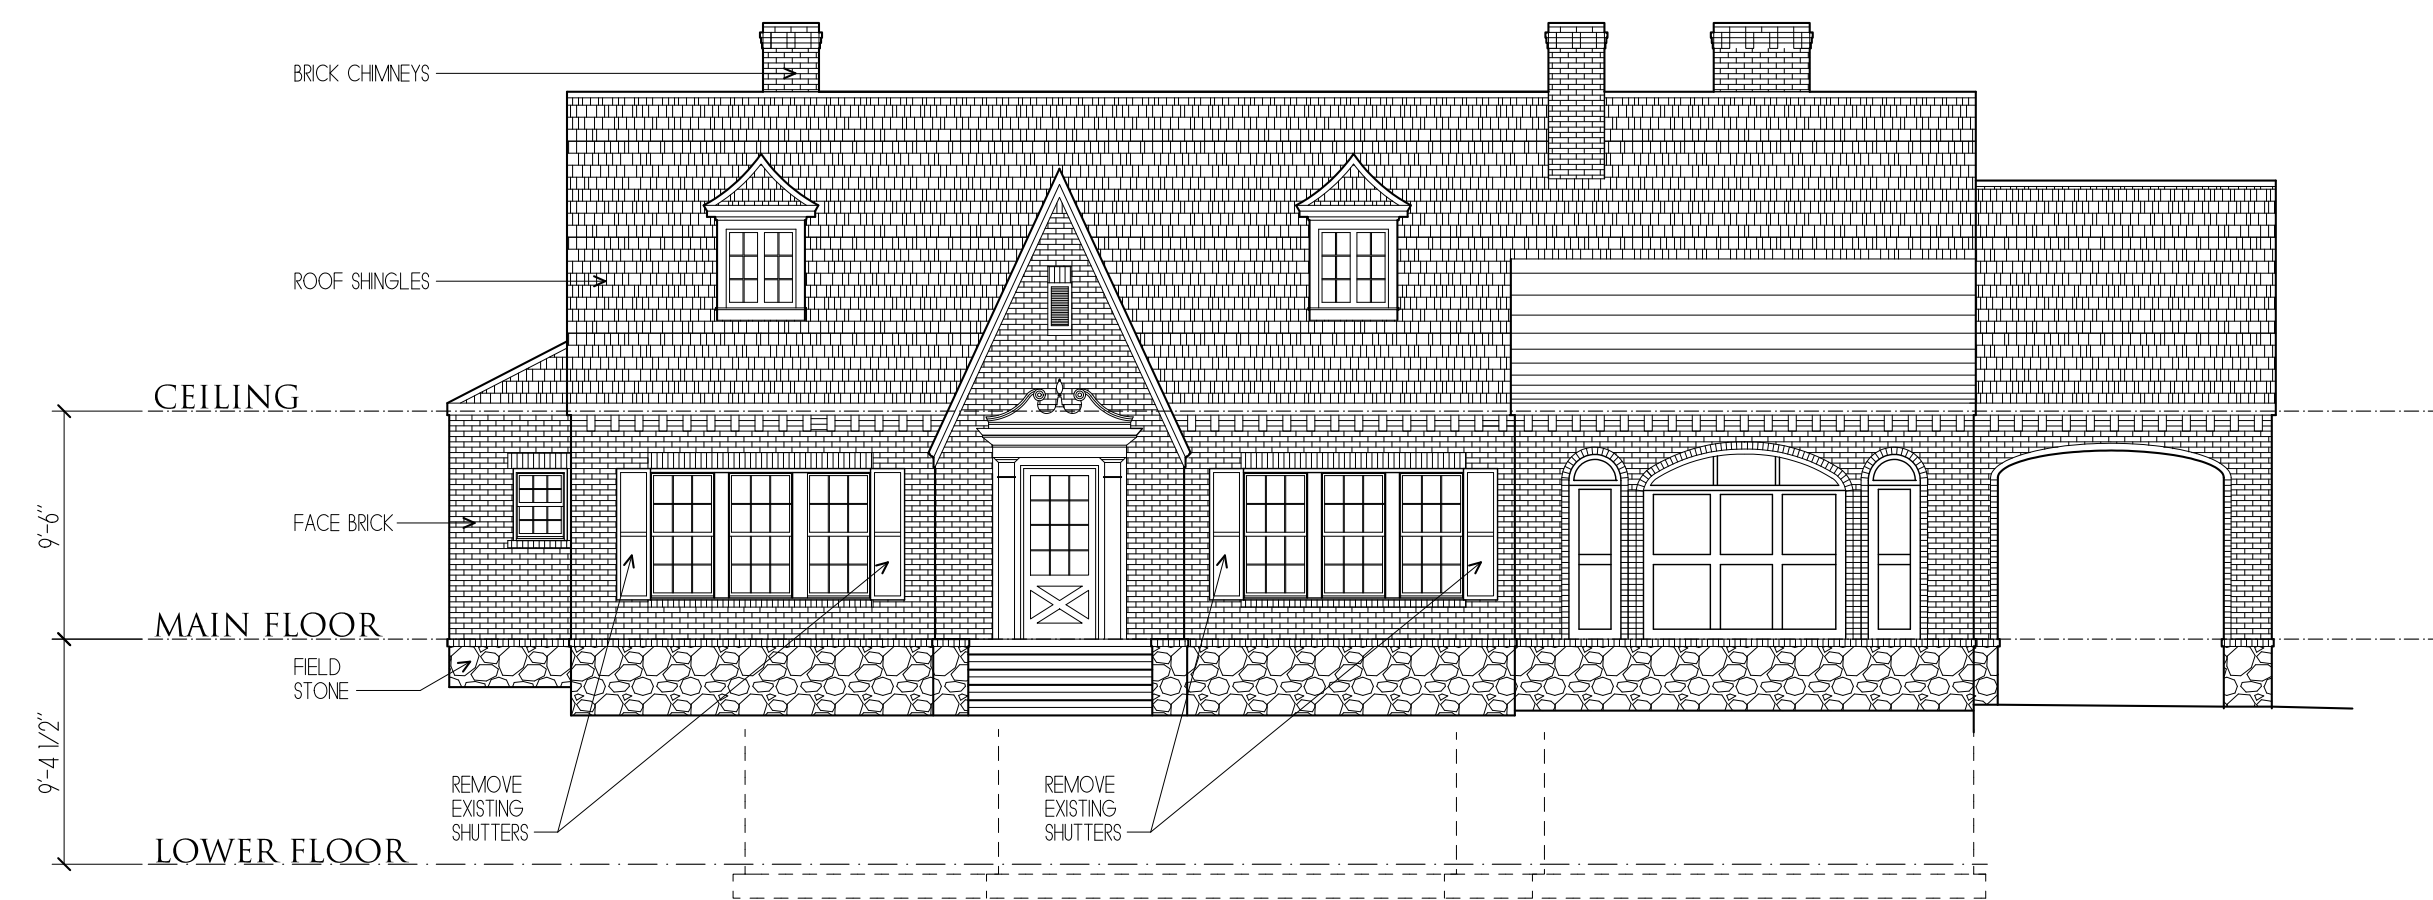 BRICK CHIMNEYS
ROOF SHINGLES
CEILING
9'-6"
FACE BRICK
MAIN FLOOR
FIELD
STONE
9'-4 1/2"
REMOVE
EXISTING
SHUTTERS
REMOVE
EXISTING
SHUTTERS
LOWER FLOOR